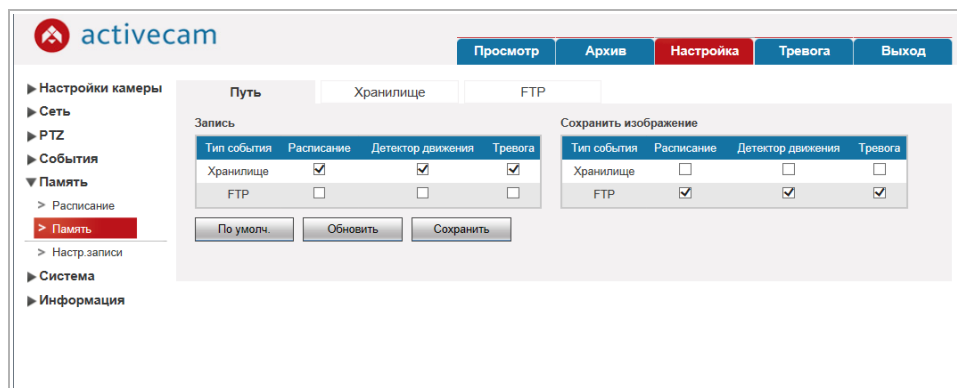 activecam
Просмотр Архив Настройка Тревога Выход
Настройки камеры
Сеть
PTZ
События
Память
> Расписание
> Память
> Настр.записи
Система
Информация
Путь Хранилище FTP
Запись
Тип события Расписание Детектор движения Тревога
Хранилище
FTP
По умолч. Обновить Сохранить
Сохранить изображение
Тип события Расписание Детектор движения Тревога
Хранилище
FTP